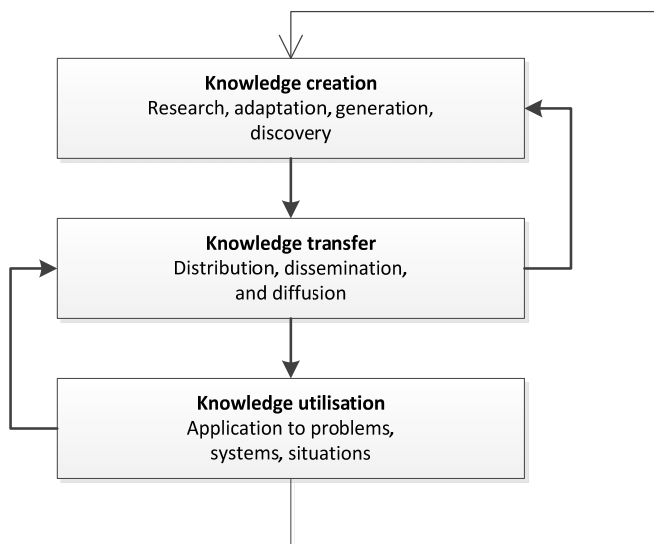 Knowledge creation
Research, adaptation, generation,
discovery
Knowledge transfer
Distribution, dissemination,
and diffusion
Knowledge utilisation
Application to problems,
systems, situations